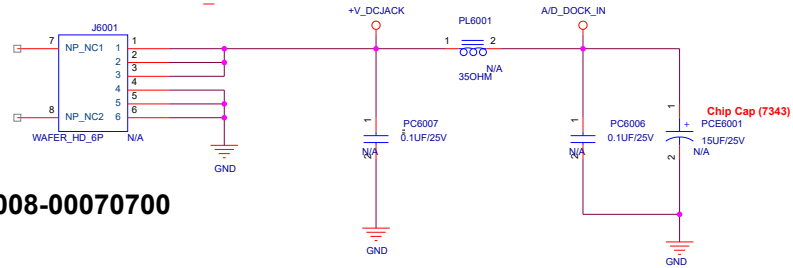 +V_DCJACK
A/D_DOCK_IN
J6001
PL6001
7
NP_NC1
1
1
2
2
3
3
4
4
5
5
8
NP_NC2
6
6
WAFER_HD_6P
N/A
GND
1
2
N/A
35OHM
1
PC6007
0.1UF/25V
N/A
2
GND
1
PC6006
0.1UF/25V
N/A
2
Chip Cap (7343)
1
+
PCE6001
15UF/25V
N/A
2
GND
008-00070700